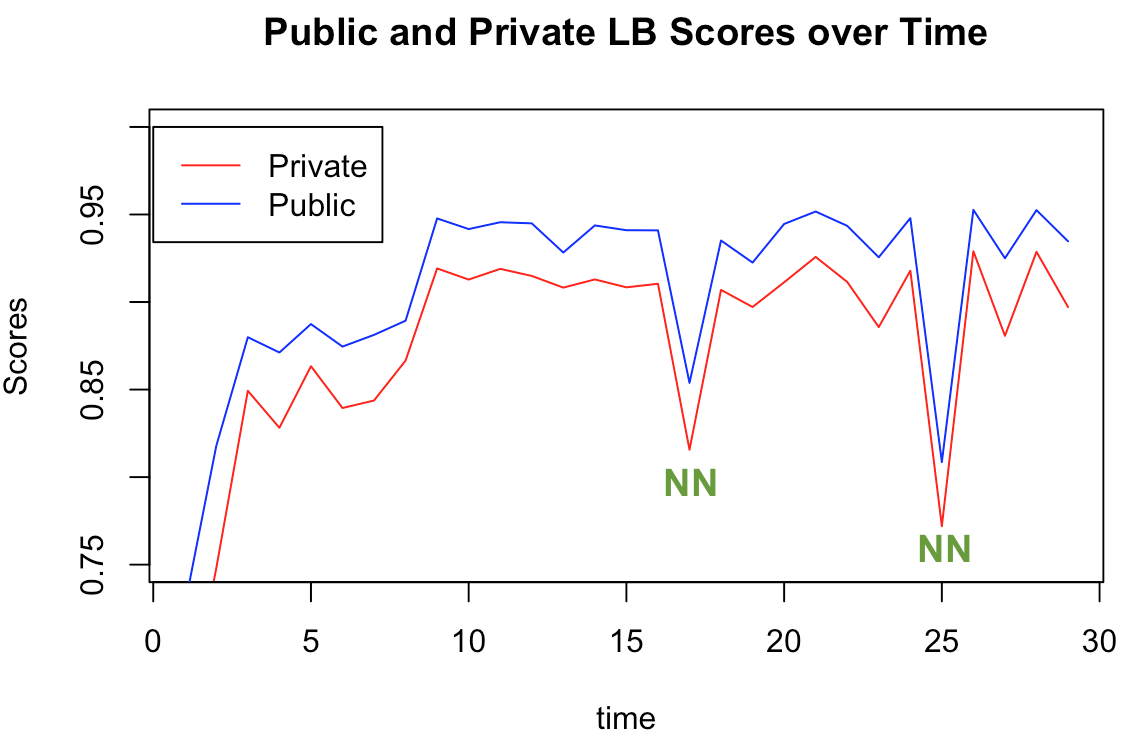 Public and Private LB Scores over Time
Private
Public
Scores
0.95
0.85
0.75
NN
NN
0 5 10 15 20 25 30
time